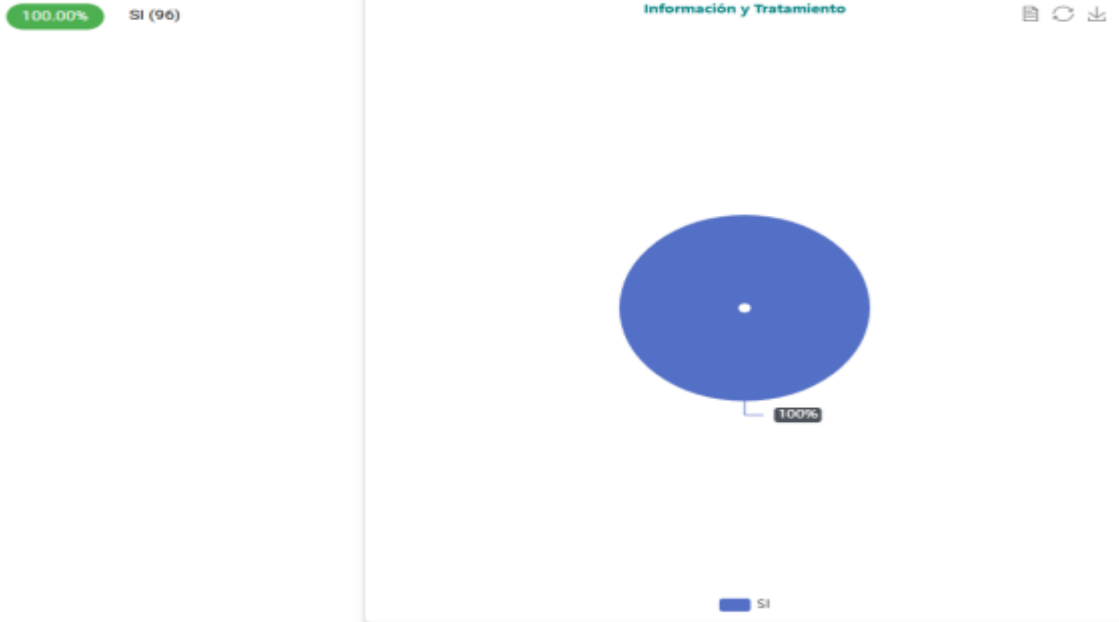 100.00% SI (96)
Información y Tratamiento
100%
SI